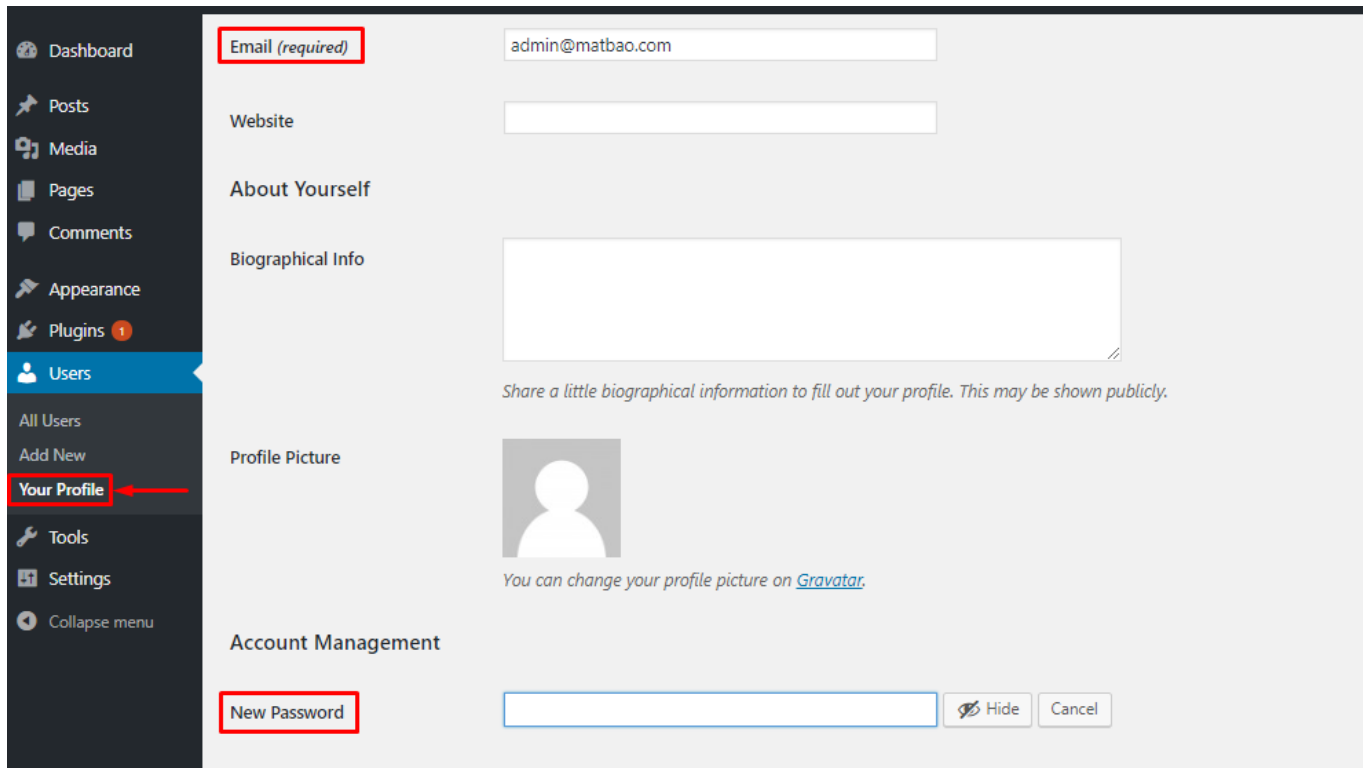 Dashboard
Posts
Media
Pages
Comments
Appearance
Plugins 1
Users
All Users
Add New
Your Profile
Tools
Settings
Collapse menu
Email (required)
admin@matbao.com
Website
About Yourself
Biographical Info
Share a little biographical information to fill out your profile. This may be shown publicly.
Profile Picture
You can change your profile picture on Gravatar.
Account Management
New Password
Hide
Cancel